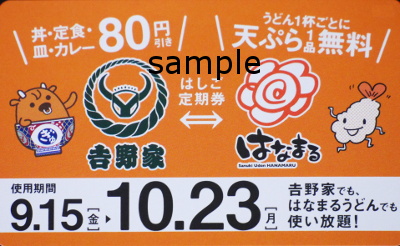 丼・定食・
皿・カレー
80円引き
うどん1杯ごとに
天ぷら1品無料
sample
はしご
定期券
吉野家
はなまる
Sanuki Udon HANAMARU
使用期間
9.15[金]
10.23[月]
吉野家でも、
はなまるうどんでも
使い放題!